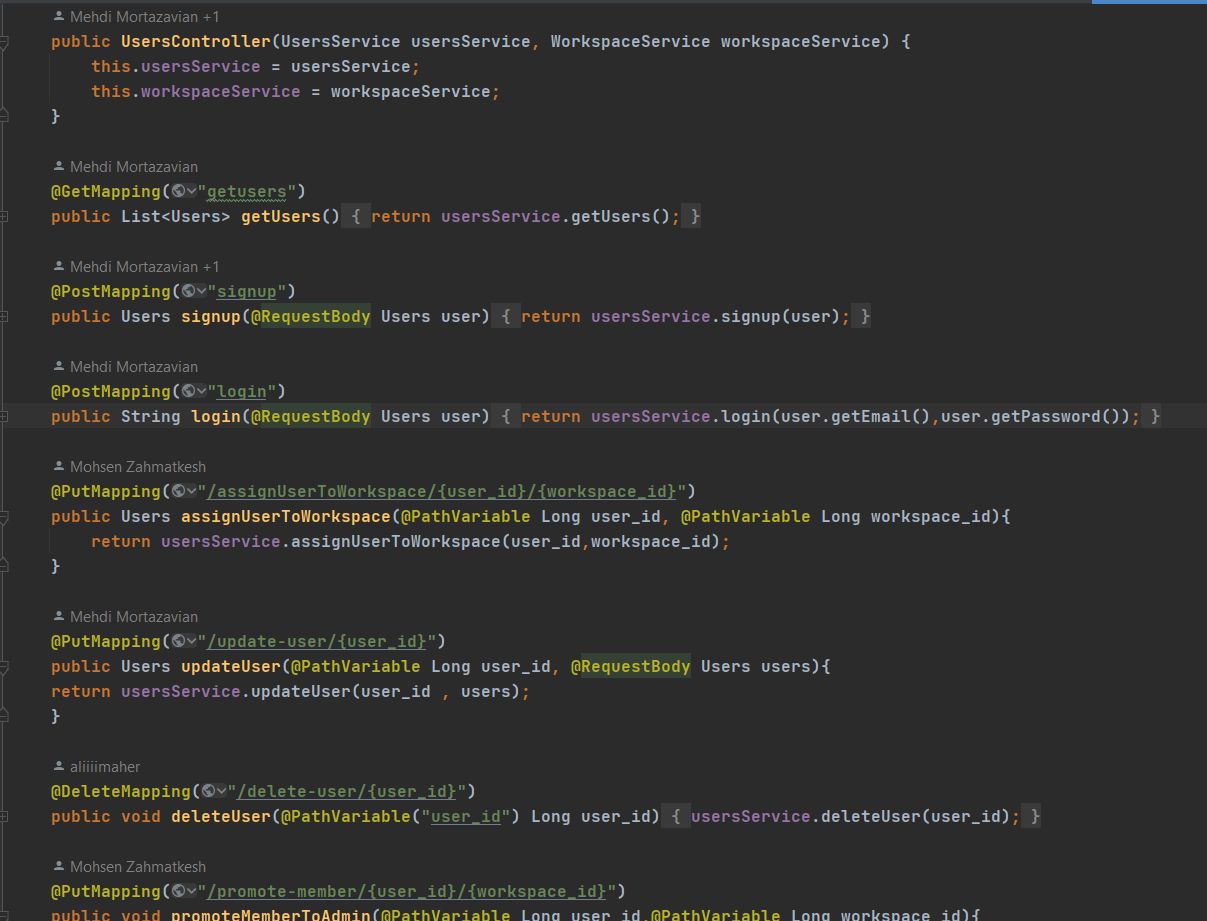 Mehdi Mortazavian +1
public UsersController(UsersService usersService, WorkspaceService workspaceService) {
this.usersService = usersService;
this.workspaceService = workspaceService;
}
Mehdi Mortazavian
@GetMapping("getusers")
public List<Users> getUsers() { return usersService.getUsers(); }
Mehdi Mortazavian +1
@PostMapping("signup")
public Users signup(@RequestBody Users user) { return usersService.signup(user); }
Mehdi Mortazavian
@PostMapping("login")
public String login(@RequestBody Users user) { return usersService.login(user.getEmail(),user.getPassword()); }
Mohsen Zahmatkesh
@PutMapping("/assignUserToWorkspace/{user_id}/{workspace_id}")
public Users assignUserToWorkspace(@PathVariable Long user_id, @PathVariable Long workspace_id){
return usersService.assignUserToWorkspace(user_id,workspace_id);
}
Mehdi Mortazavian
@PutMapping("/update-user/{user_id}")
public Users updateUser(@PathVariable Long user_id, @RequestBody Users users){
return usersService.updateUser(user_id , users);
}
aliiiimaher
@DeleteMapping("/delete-user/{user_id}")
public void deleteUser(@PathVariable("user_id") Long user_id) { usersService.deleteUser(user_id); }
Mohsen Zahmatkesh
@PutMapping("/promote-member/{user_id}/{workspace_id}")
public void promoteMemberToAdmin(@PathVariable Long user_id,@PathVariable Long workspace_id){